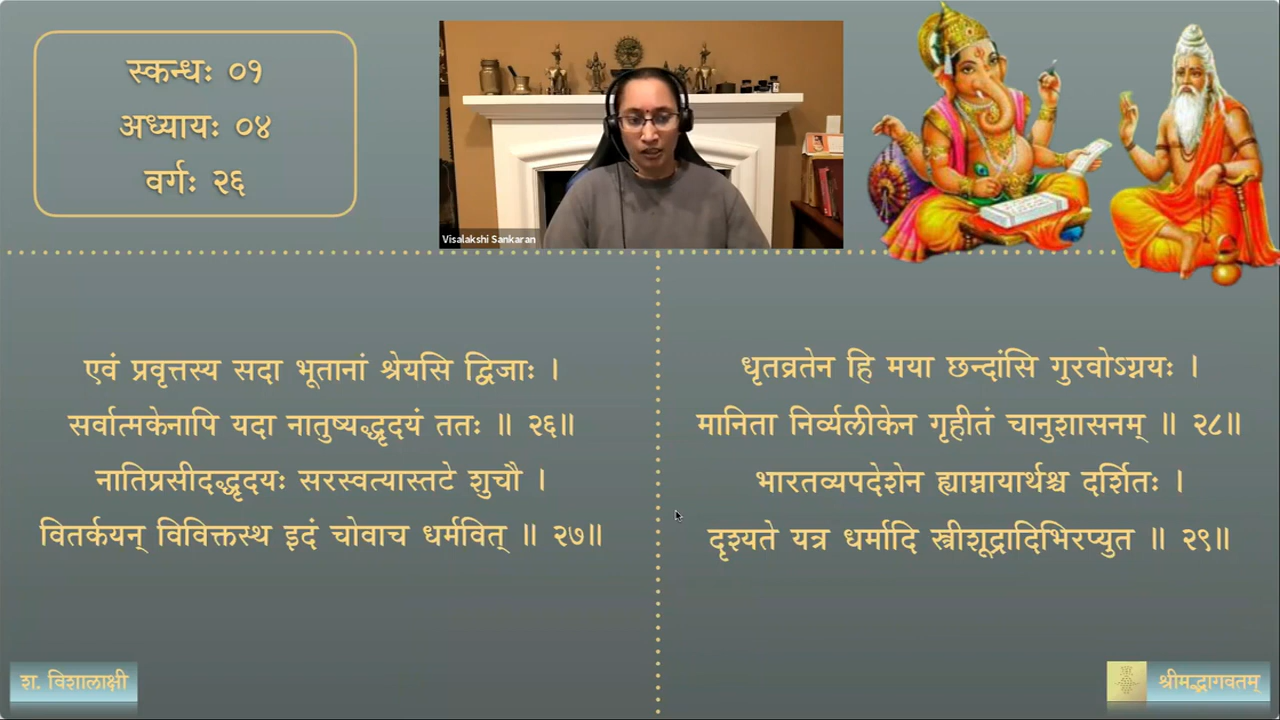 स्कन्धः ०१
अध्यायः ०४
वर्गः २६
Visalakshi Sankaran
एवं प्रवृत्तस्य सदा भूतानां श्रेयसि द्विजाः ।
सर्वात्मकेनापि यदा नातुष्यद्धृदयं ततः ॥ २६॥
नातिप्रसीदद्धृदयः सरस्वत्यास्तटे शुचौ ।
वितर्कयन् विविक्तस्थ इदं चोवाच धर्मवित् ॥ २७॥
धृतव्रतेन हि मया छन्दांसि गुरवोऽग्नयः ।
मानिता निर्व्यलीकेन गृहीतं चानुशासनम् ॥ २८॥
भारतव्यपदेशेन ह्याम्नायार्थश्च दर्शितः ।
दृश्यते यत्र धर्मादि स्त्रीशूद्रादिभिरप्युत ॥ २९॥
श. विशालाक्षी
श्रीमद्भागवतम्